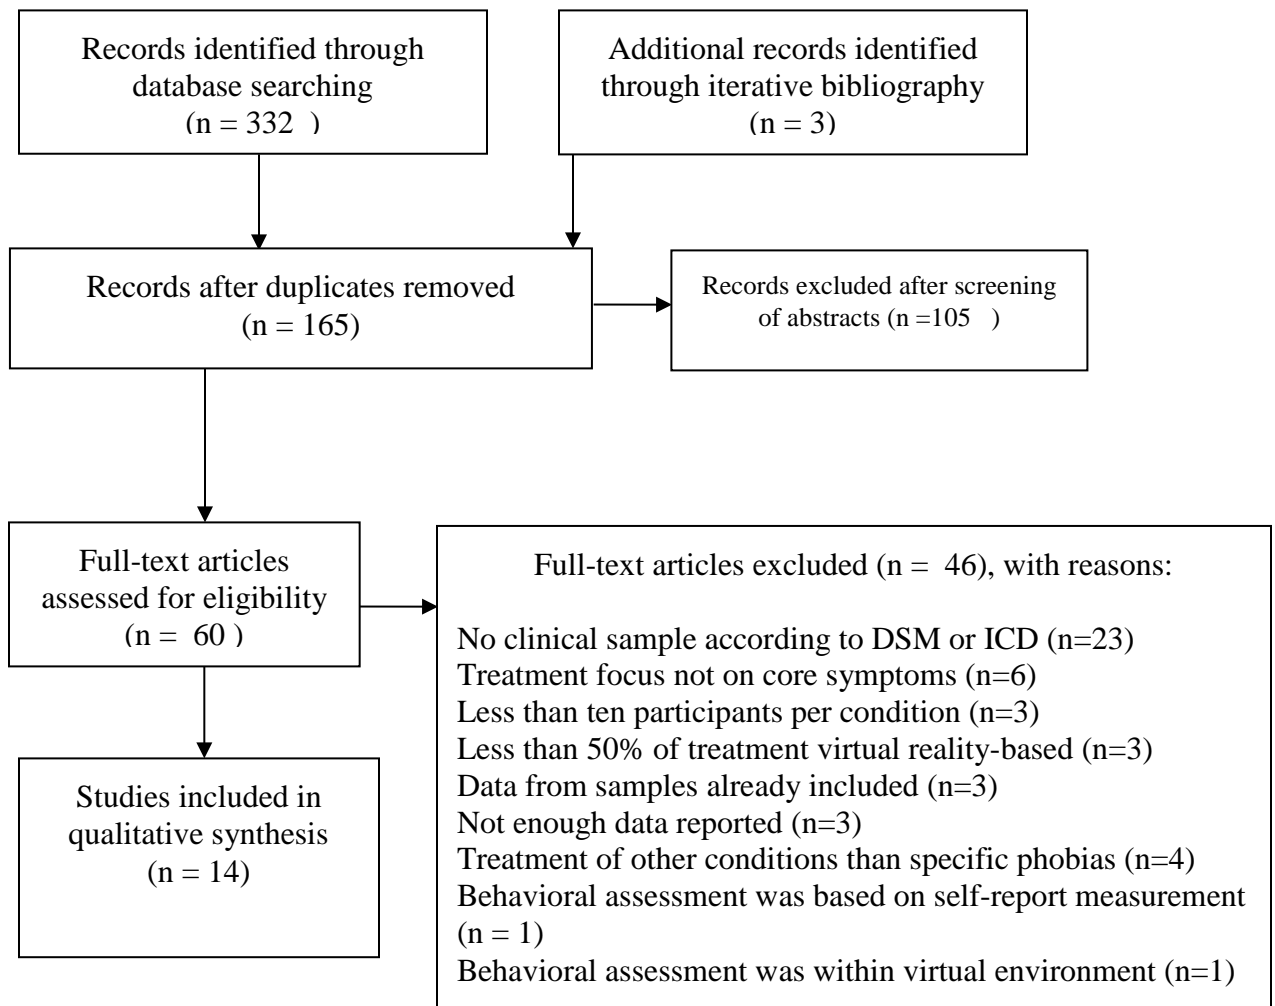 Records identified through
database searching
(n = 332  )
Additional records identified
through iterative bibliography
(n = 3)
Records after duplicates removed
(n = 165)
Records excluded after screening
of abstracts (n =105   )
Full-text articles
assessed for eligibility
(n =  60 )
Full-text articles excluded (n =  46), with reasons:
No clinical sample according to DSM or ICD (n=23)
Treatment focus not on core symptoms (n=6)
Less than ten participants per condition (n=3)
Less than 50% of treatment virtual reality-based (n=3)
Data from samples already included (n=3)
Not enough data reported (n=3)
Treatment of other conditions than specific phobias (n=4)
Behavioral assessment was based on self-report measurement
(n = 1)
Behavioral assessment was within virtual environment (n=1)
Studies included in
qualitative synthesis
(n = 14)